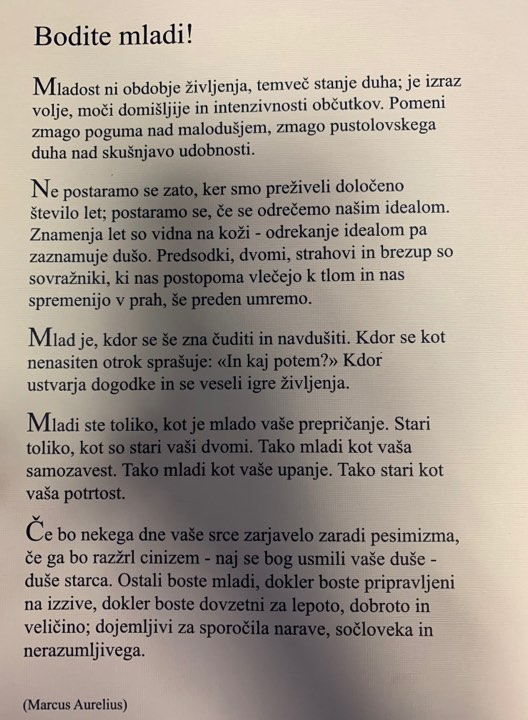 Bodite mladi!
Mladost ni obdobje življenja, temveč stanje duha; je izraz
volje, moči domišljije in intenzivnosti občutkov. Pomeni
zmago poguma nad malodušjem, zmago pustolovskega
duha nad skušnjavo udobnosti.
Ne postaramo se zato, ker smo preživeli določeno
število let; postaramo se, če se odrečemo našim idealom.
Znamenja let so vidna na koži - odrekanje idealom pa
zaznamuje dušo. Predsodki, dvomi, strahovi in brezup so
sovražniki, ki nas postopoma vlečejo k tlom in nas
spremenijo v prah, še preden umremo.
Mlad je, kdor se še zna čuditi in navdušiti. Kdor se kot
nenasiten otrok sprašuje: «In kaj potem?» Kdor
ustvarja dogodke in se veseli igre življenja.
Mladi ste toliko, kot je mlado vaše prepričanje. Stari
toliko, kot so stari vaši dvomi. Tako mladi kot vaša
samozavest. Tako mladi kot vaše upanje. Tako stari kot
vaša potrtost.
Če bo nekega dne vaše srce zarjavelo zaradi pesimizma,
če ga bo razžrl cinizem - naj se bog usmili vaše duše -
duše starca. Ostali boste mladi, dokler boste pripravljeni
na izzive, dokler boste dovzetni za lepoto, dobroto in
veličino; dojemljivi za sporočila narave, sočloveka in
nerazumljivega.
(Marcus Aurelius)